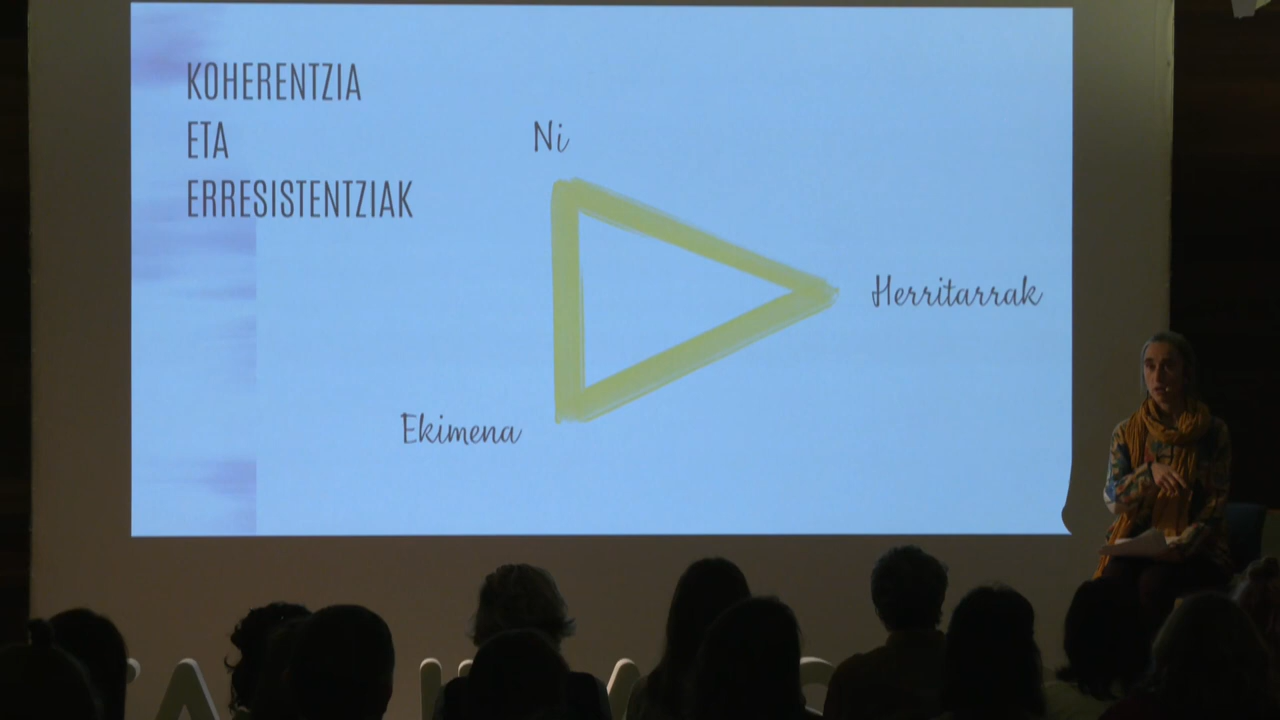 KOHERENTZIA
ETA
ERRESISTENTZIAK
Ni
Herritarrak
Ekimena